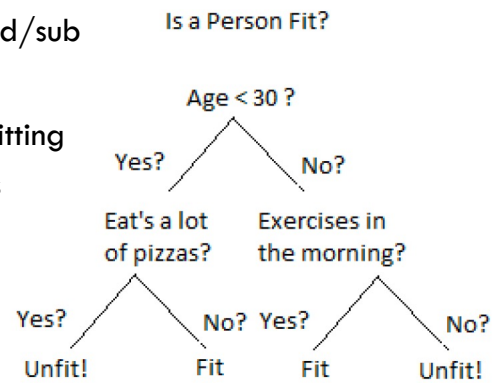 d/sub
Is a Person Fit?
Age < 30 ?
itting
Yes?
No?
Eat's a lot
of pizzas?
Exercises in
the morning?
Yes?
No?
Yes?
No?
Unfit!
Fit
Fit
Unfit!